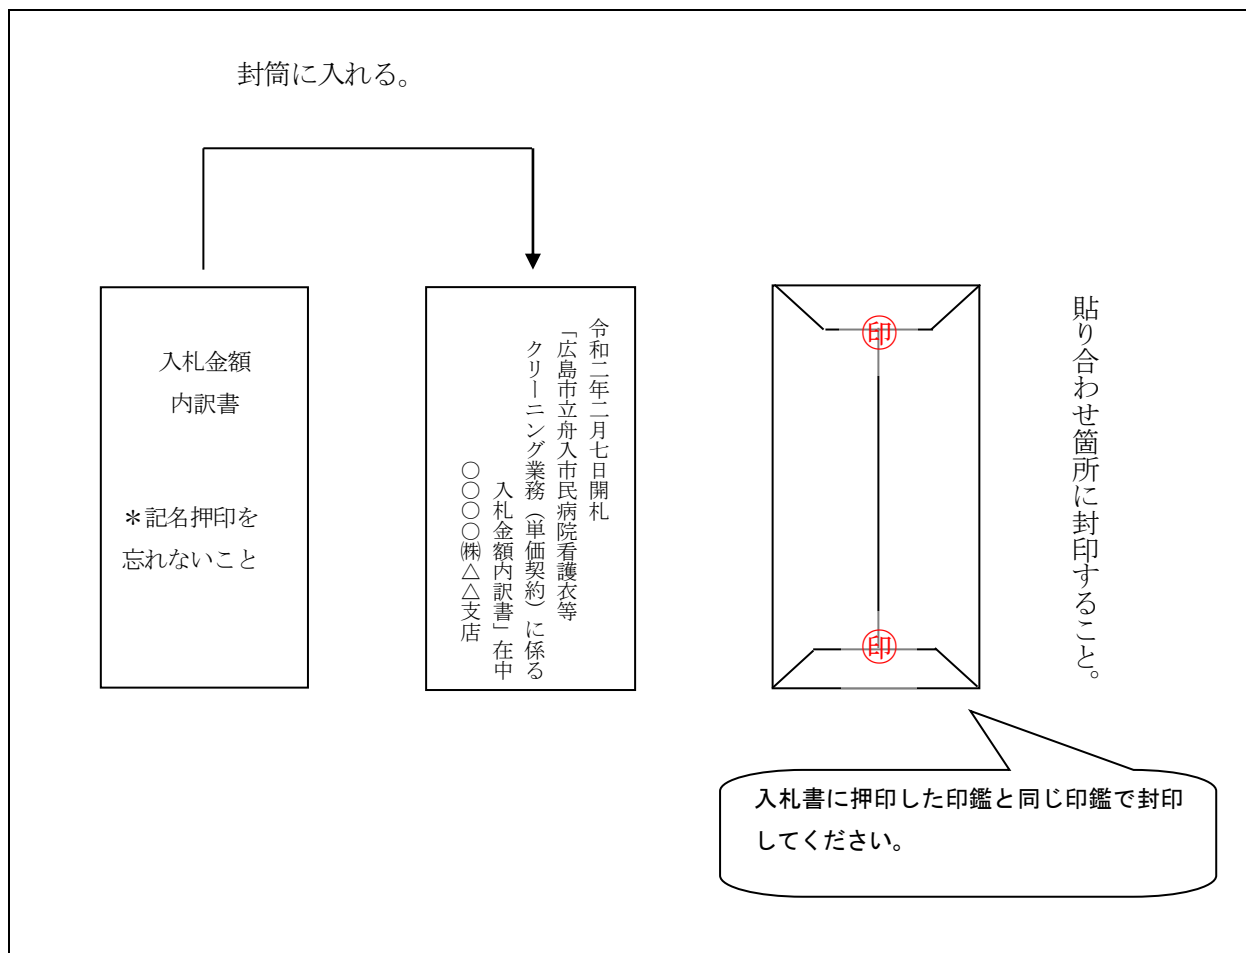 封筒に入れる。
入札金額
内訳書
＊記名押印を
忘れないこと
令和二年二月七日開札
「広島市立舟入市民病院看護衣等
クリーニング業務（単価契約）に係る
入札金額内訳書」在中
〇〇〇〇㈱△△支店
印
印
貼り合わせ箇所に封印すること。
入札書に押印した印鑑と同じ印鑑で封印
してください。